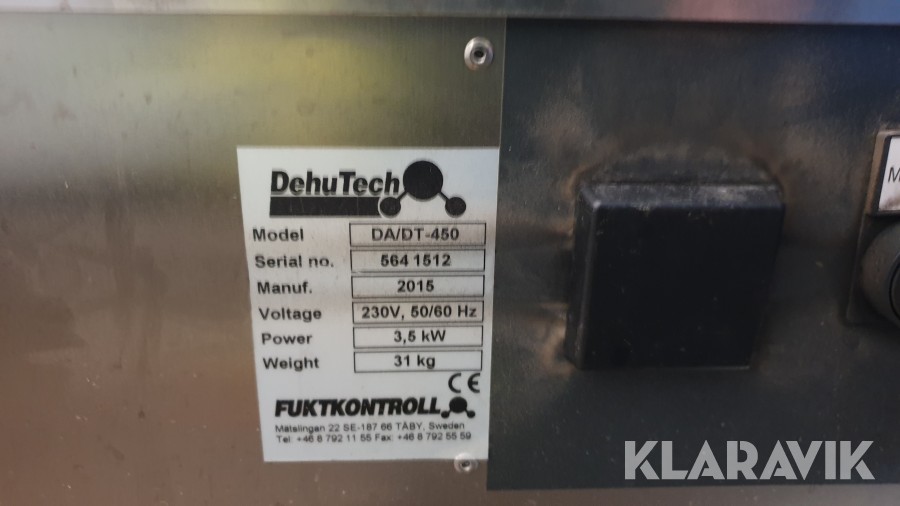 DehuTech
Model DA/DT-450
Serial no. 564 1512
Manuf. 2015
Voltage 230V, 50/60 Hz
Power 3,5 kW
Weight 31 kg
CE
FUKTKONTROLL
Mätslingan 22 SE-187 66 TÄBY, Sweden
Tel: +46 8 792 11 55 Fax: +46 8 792 55 59
M
KLARAVIK